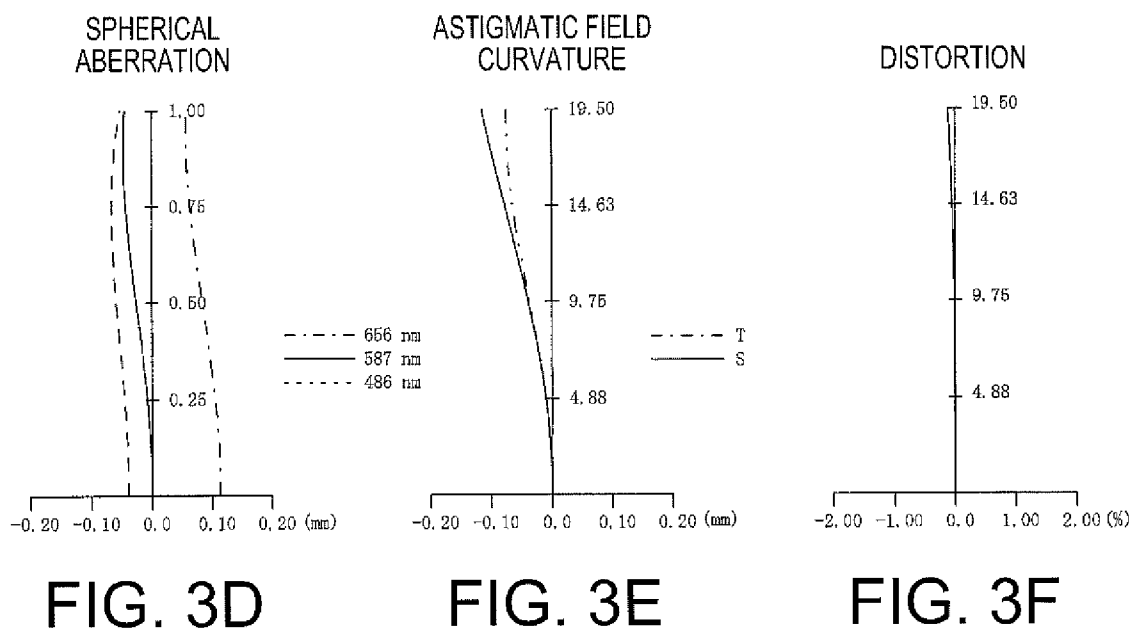 SPHERICAL
ABERRATION
1.00
0.75
0.50
0.25
-0.20 -0.10 0.0 0.10 0.20 (mm)
656 nm
587 nm
486 nm
FIG. 3D
ASTIGMATIC FIELD
CURVATURE
19.50
14.63
9.75
4.88
-0.20 -0.10 0.0 0.10 0.20 (mm)
T
S
FIG. 3E
DISTORTION
19.50
14.63
9.75
4.88
-2.00 -1.00 0.0 1.00 2.00 (%)
FIG. 3F